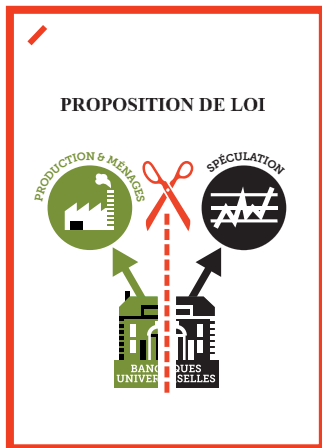 PROPOSITION DE LOI
PRODUCTION & MÉNAGES
SPÉCULATION
BANQUES
UNIVERSELLES